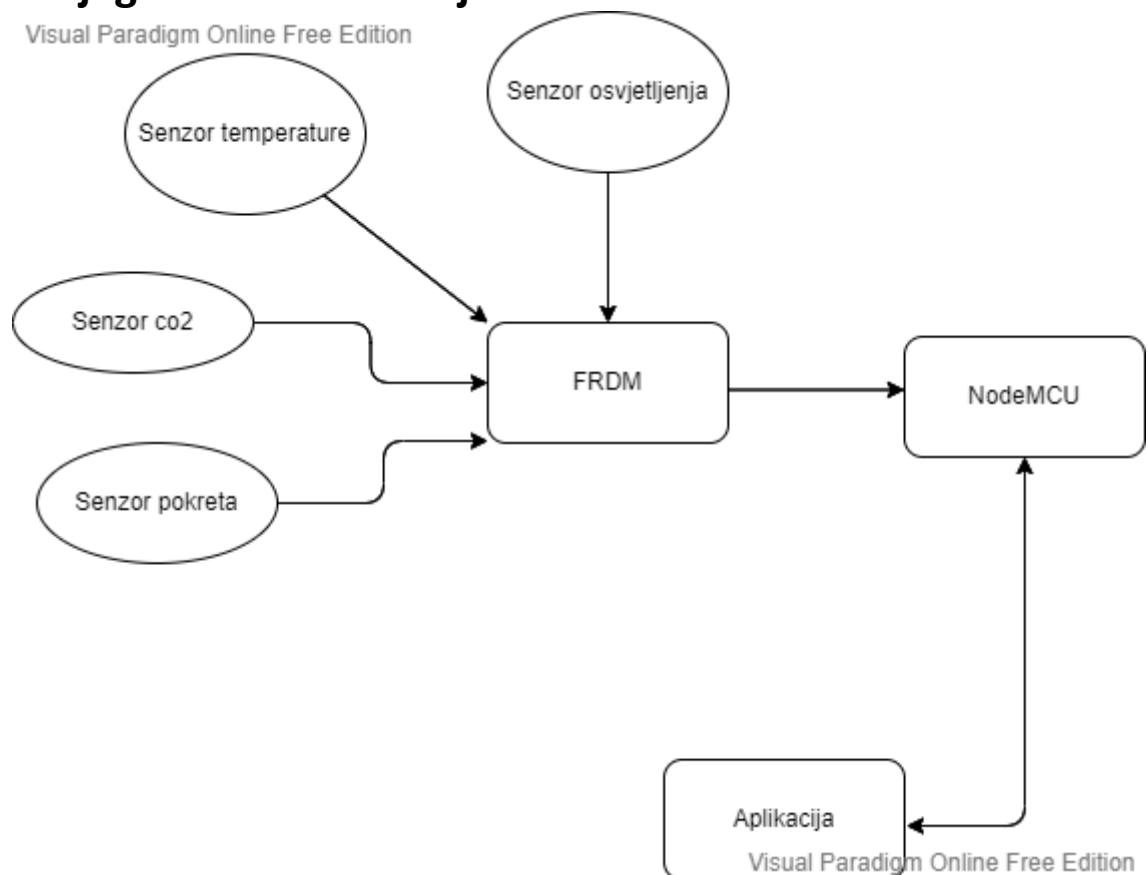 Visual Paradigm Online Free Edition
Senzor osvjetljenja
Senzor temperature
Senzor co2
FRDM
NodeMCU
Senzor pokreta
Aplikacija
Visual Paradigm Online Free Edition